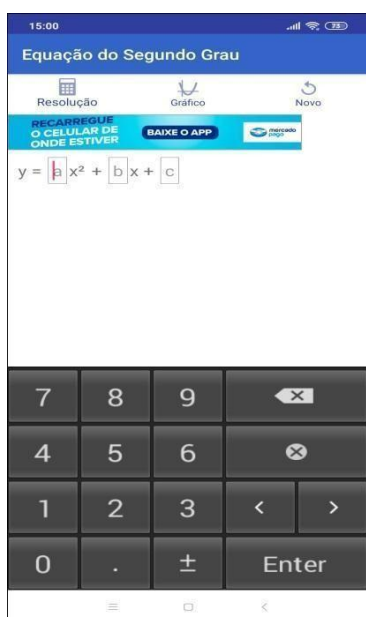 15:00 72
Equação do Segundo Grau
Resolução Gráfico Novo
RECARREGUE
O CELULAR DE
ONDE ESTIVER
BAIXE O APP
mercado
pago
y = a x² + b x + c
7 8 9
4 5 6
1 2 3 < >
0 . ± Enter